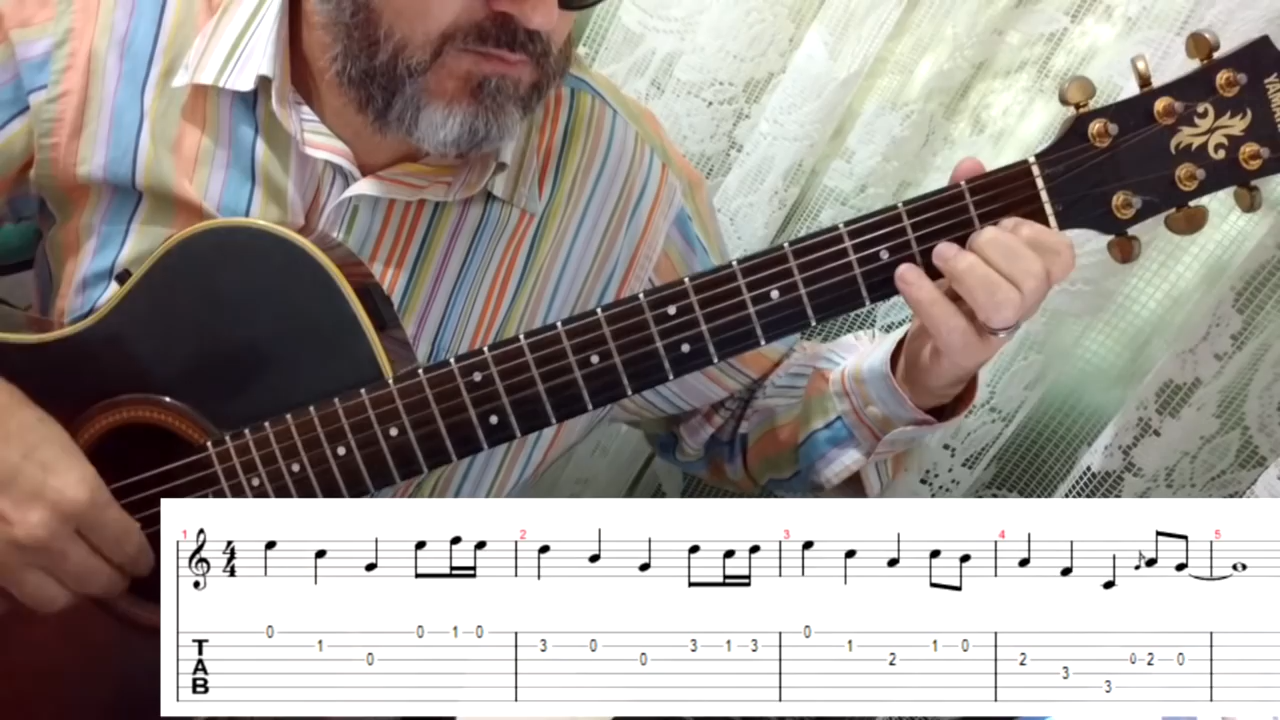 YAMAHA
1 2 3 4 5
4
4
0 0 1 0 0
T 1 3 0 3 1 3 1 1 0
A 0 0 2 2 0 2 0
3
B 3